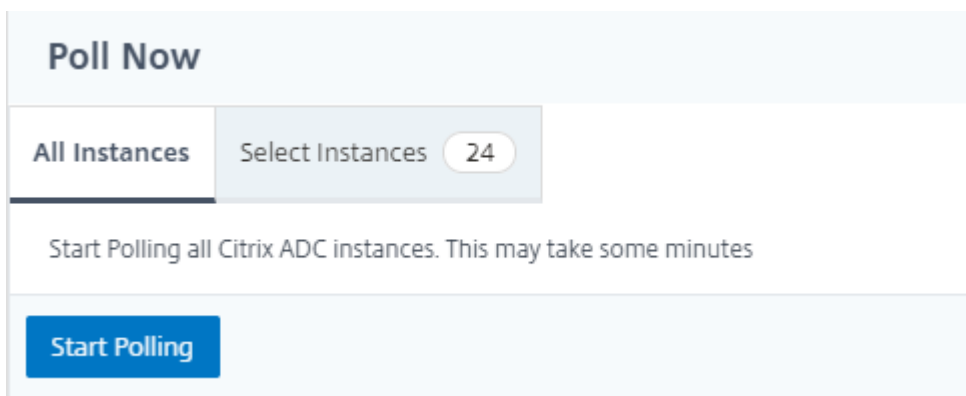 Poll Now
All Instances
Select Instances 24
Start Polling all Citrix ADC instances. This may take some minutes
Start Polling